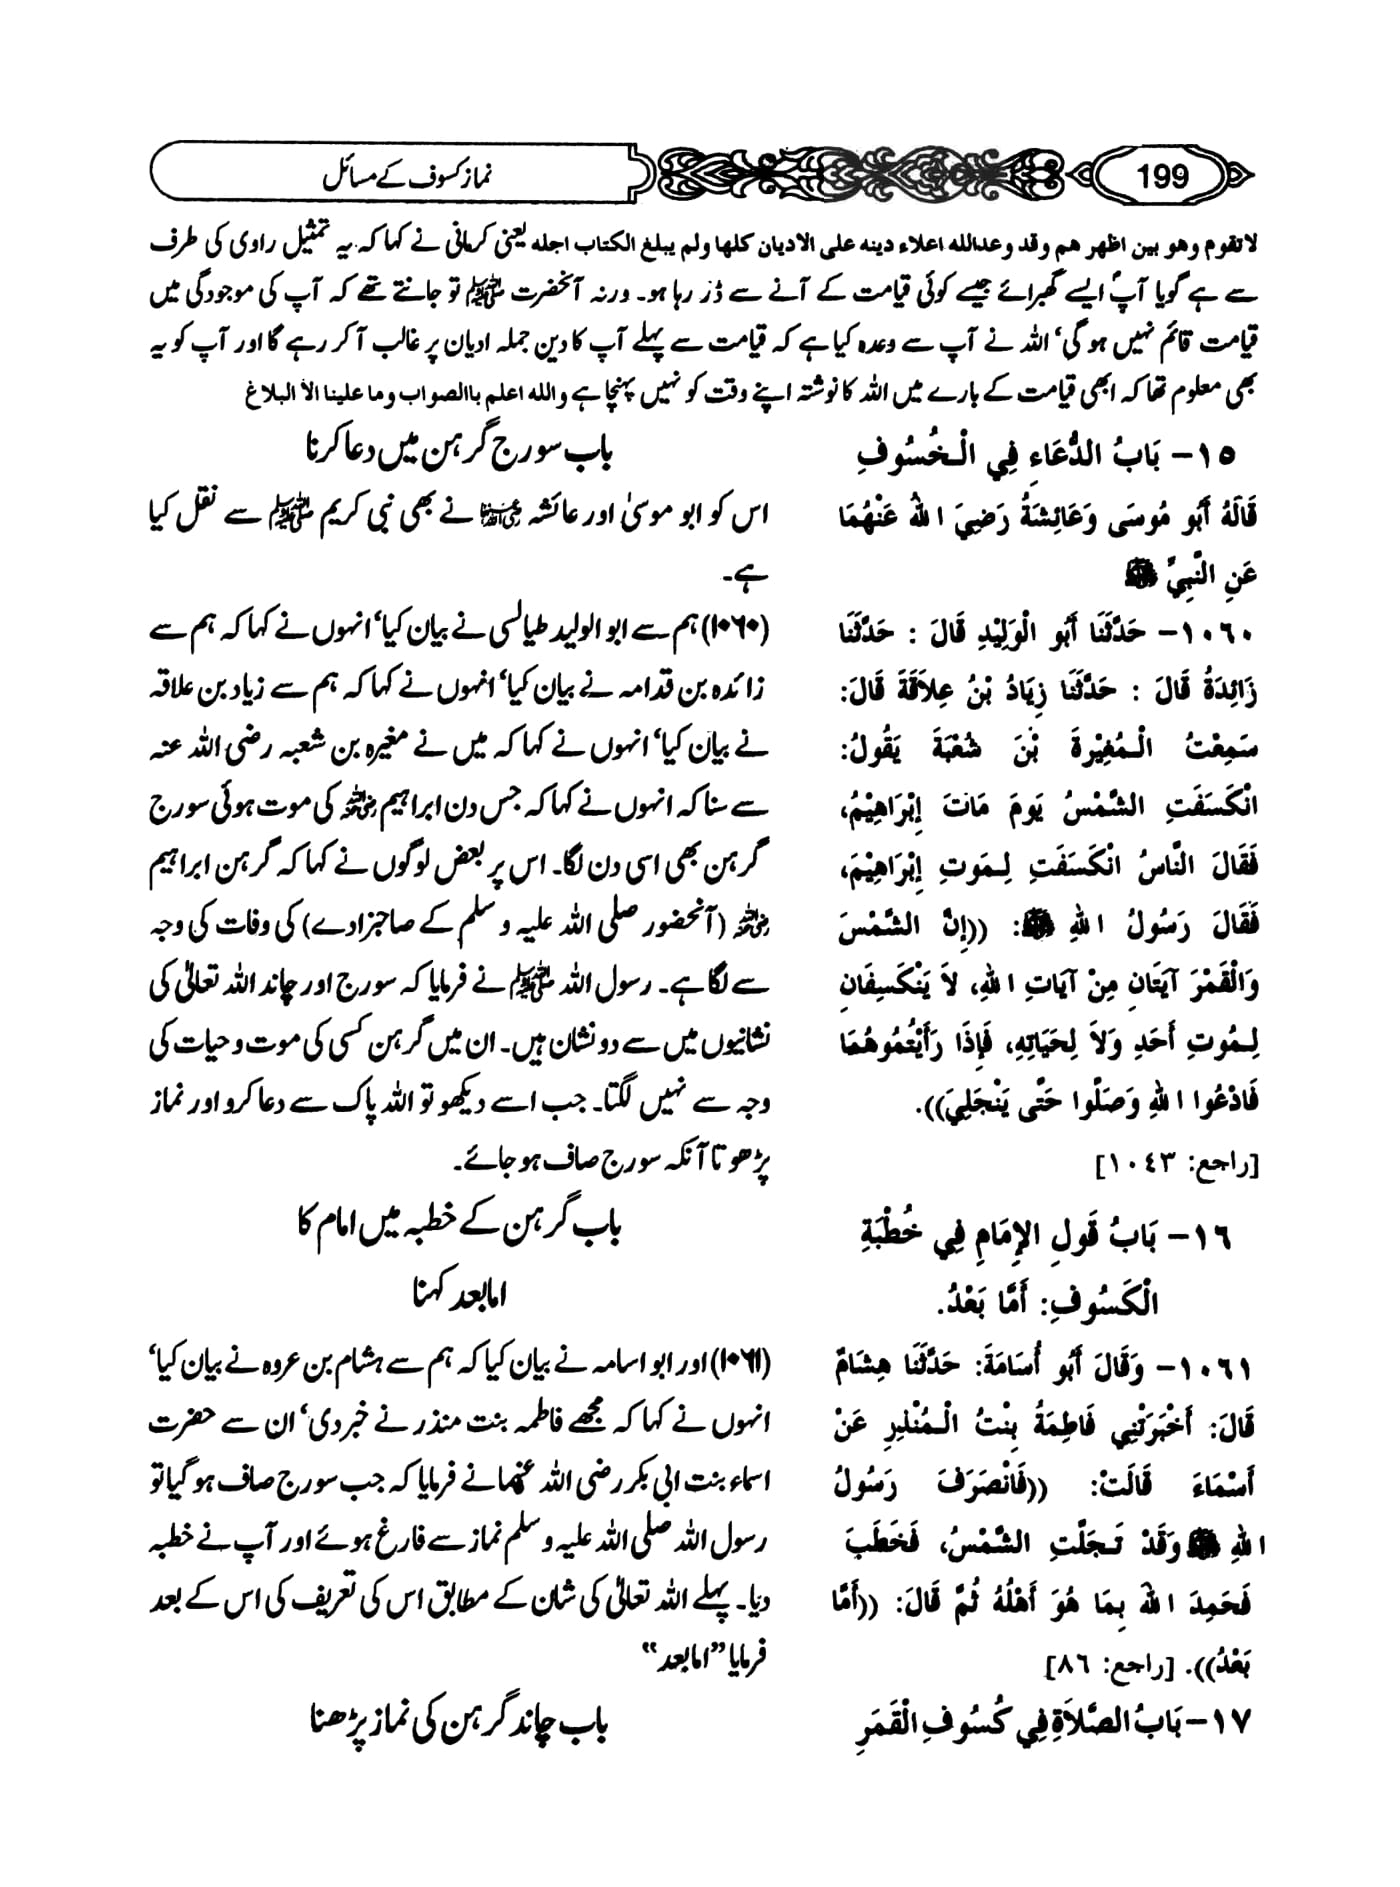 نماز کسوف کے مسائل
199
لا تقوم وهو بين اظهر هم وقد وعدالله اعلاء دينه على الاديان كلها ولم يبلغ الكتاب اجله یعنی کرمانی نے کہا کہ یہ تمثیل راوی کی طرف
سے ہے گویا آپؐ ایسے گھبرائے جیسے کوئی قیامت کے آنے سے ڈر رہا ہو۔ ورنہ آنحضرت ﷺ تو جانتے تھے کہ آپ کی موجودگی میں
قیامت قائم نہیں ہو گی‘ اللہ نے آپ سے وعدہ کیا ہے کہ قیامت سے پہلے آپ کا دین جملہ ادیان پر غالب آکر رہے گا اور آپ کو یہ
بھی معلوم تھا کہ ابھی قیامت کے بارے میں اللہ کا نوشتہ اپنے وقت کو نہیں پہنچا ہے والله اعلم باالصواب وما علينا الا البلاغ
١٥- بَابُ الدُّعَاءِ فِي الْخُسُوفِ
قَالَهُ أَبُو مُوسَى وَعَائِشَةُ رَضِيَ اللهُ عَنْهُمَا
عَنِ النَّبِيِّ ﷺ
١٠٦٠- حَدَّثَنَا أَبُو الْوَلِيْدِ قَالَ : حَدَّثَنَا
زَائِدَةُ قَالَ : حَدَّثَنَا زِيَادُ بْنُ عِلاَقَةَ قَالَ:
سَمِعْتُ الْمُغِيْرَةَ بْنَ شُعْبَةَ يَقُولُ:
انْكَسَفَتِ الشَّمْسُ يَومَ مَاتَ إِبْرَاهِيْمُ،
فَقَالَ النَّاسُ انْكَسَفَتِ لِمَوتِ إِبْرَاهِيْمَ،
فَقَالَ رَسُولُ اللهِ ﷺ: ((إِنَّ الشَّمْسَ
وَالْقَمَرَ آيَتَانِ مِنْ آيَاتِ اللهِ، لاَ يَنْكَسِفَانِ
لِمُوتِ أَحَدِ وَلاَ لِحَيَاتِهِ، فَإِذَا رَأَيْتُمُوهُمَا
فَادْعُوا اللهِ وَصَلُّوا حَتَّى يَنْجَلِيَ)).
[راجع: ١٠٤٣]
١٦- بَابُ قَولِ الإِمَامِ فِي خُطْبَةِ
الْكَسُوفِ: أَمَّا بَعْدُ.
١٠٦١- وَقَالَ أَبُو أُسَامَةَ: حَدَّثَنَا هِشَامٌ
قَالَ: أَخْبَرَتْنِي فَاطِمَةُ بِنْتُ الْمُنْذِرِ عَنْ
أَسْمَاءَ قَالَتْ: ((فَانْصَرَفَ رَسُولُ
اللهِ ﷺ وَقَدْ تَجَلَّتِ الشَّمْسُ، فَخَطَبَ
فَحَمِدَ اللهُ بِمَا هُوَ أَهْلُهُ ثُمَّ قَالَ: ((أَمَّا
بَعْدُ)). [راجع: ٨٦]
١٧- بَابُ الصَّلاَةِ فِي كُسُوفِ الْقَمَرِ
باب سورج گرہن میں دعا کرنا
اس کو ابو موسیٰ اور عائشہ رضی اللہ عنہا نے بھی نبی کریم ﷺ سے نقل کیا
ہے۔
(۱۰۶۰) ہم سے ابو الولید طیالسی نے بیان کیا‘ انہوں نے کہا کہ ہم سے
زائدہ بن قدامہ نے بیان کیا‘ انہوں نے کہا کہ ہم سے زیاد بن علاقہ
نے بیان کیا‘ انہوں نے کہا کہ میں نے مغیرہ بن شعبہ رضی اللہ عنہ
سے سنا کہ انہوں نے کہا کہ جس دن ابراہیم رضی اللہ عنہ کی موت ہوئی سورج
گرہن بھی اسی دن لگا۔ اس پر بعض لوگوں نے کہا کہ گرہن ابراہیم
رضی اللہ عنہ (آنحضور صلی اللہ علیہ و سلم کے صاجزادے) کی وفات کی وجہ
سے لگا ہے۔ رسول اللہ ﷺ نے فرمایا کہ سورج اور چاند اللہ تعالیٰ کی
نشانیوں میں سے دو نشان ہیں۔ ان میں گرہن کسی کی موت و حیات کی
وجہ سے نہیں لگتا۔ جب اسے دیکھو تو اللہ پاک سے دعا کرو اور نماز
پڑھو تا آنکہ سورج صاف ہو جائے۔
باب گرہن کے خطبہ میں امام کا
امابعد کہنا
(۱۰۶۱) اور ابو اسامہ نے بیان کیا کہ ہم سے ہشام بن عروہ نے بیان کیا‘
انہوں نے کہا کہ مجھے فاطمہ بنت منذر نے خبر دی‘ ان سے حضرت
اسماء بنت ابی بکر رضی اللہ عنہما نے فرمایا کہ جب سورج صاف ہو گیا تو
رسول اللہ صلی اللہ علیہ و سلم نماز سے فارغ ہوئے اور آپ نے خطبہ
دیا۔ پہلے اللہ تعالیٰ کی شان کے مطابق اس کی تعریف کی اس کے بعد
فرمایا ”امابعد“
باب چاند گرہن کی نماز پڑھنا